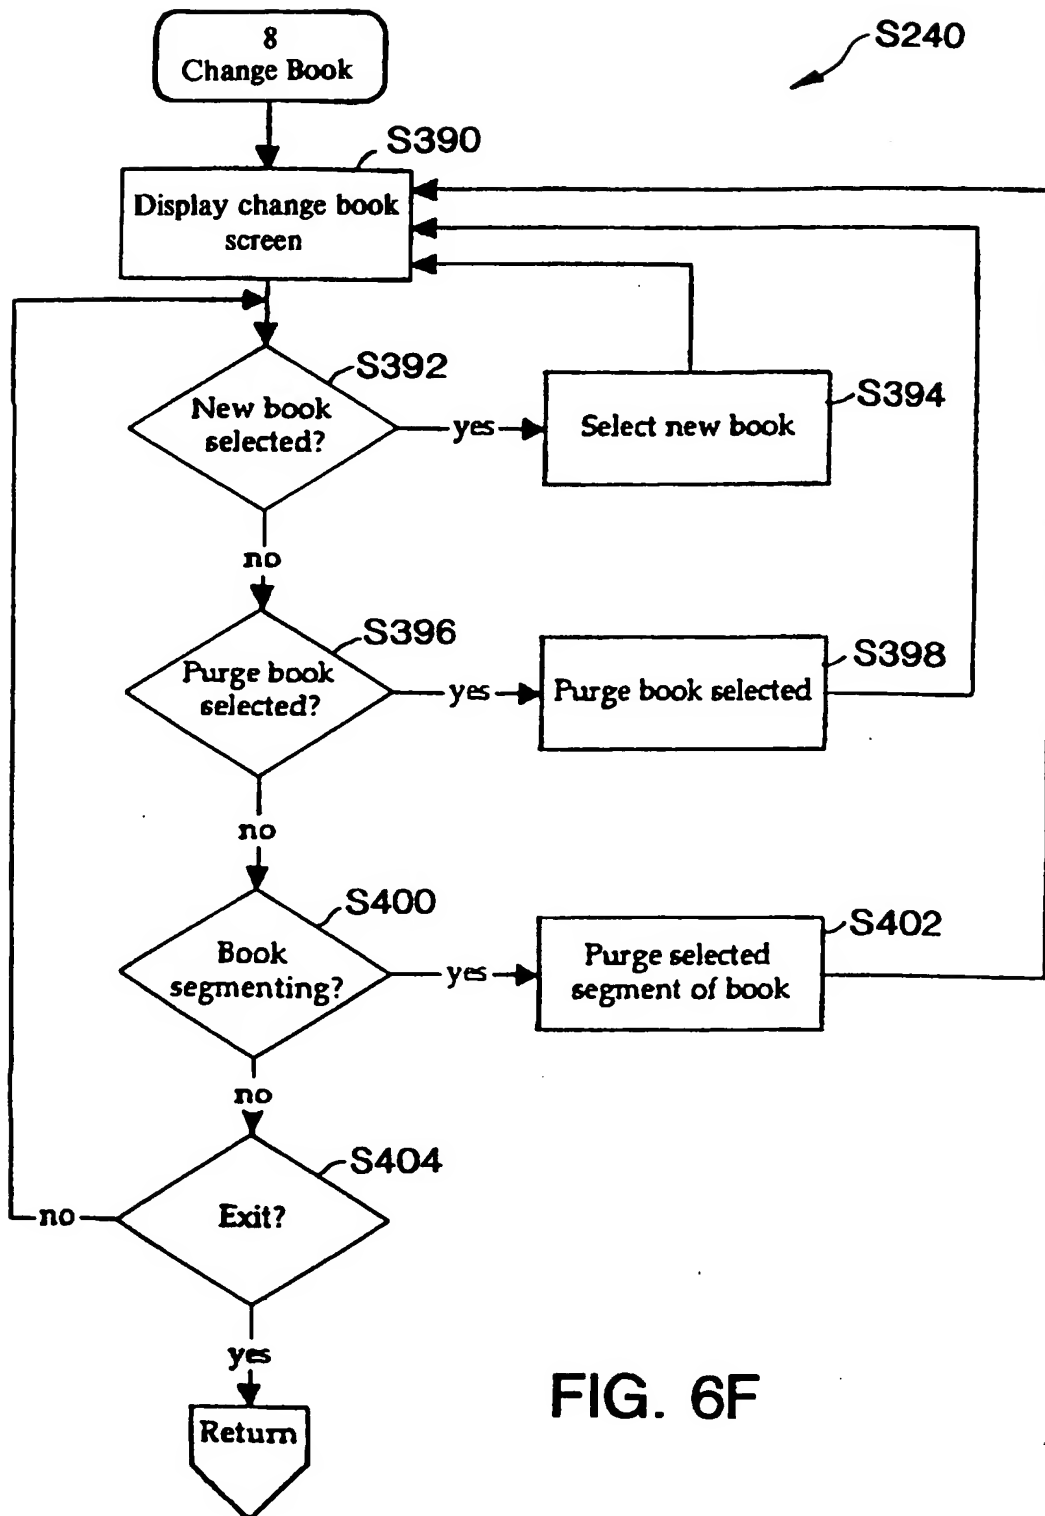 8
Change Book
S240
S390
Display change book
screen
S392
New book
selected?
yes
S394
Select new book
no
S396
Purge book
selected?
yes
S398
Purge book selected
no
S400
Book
segmenting?
yes
S402
Purge selected
segment of book
no
S404
Exit?
no
yes
Return
FIG. 6F